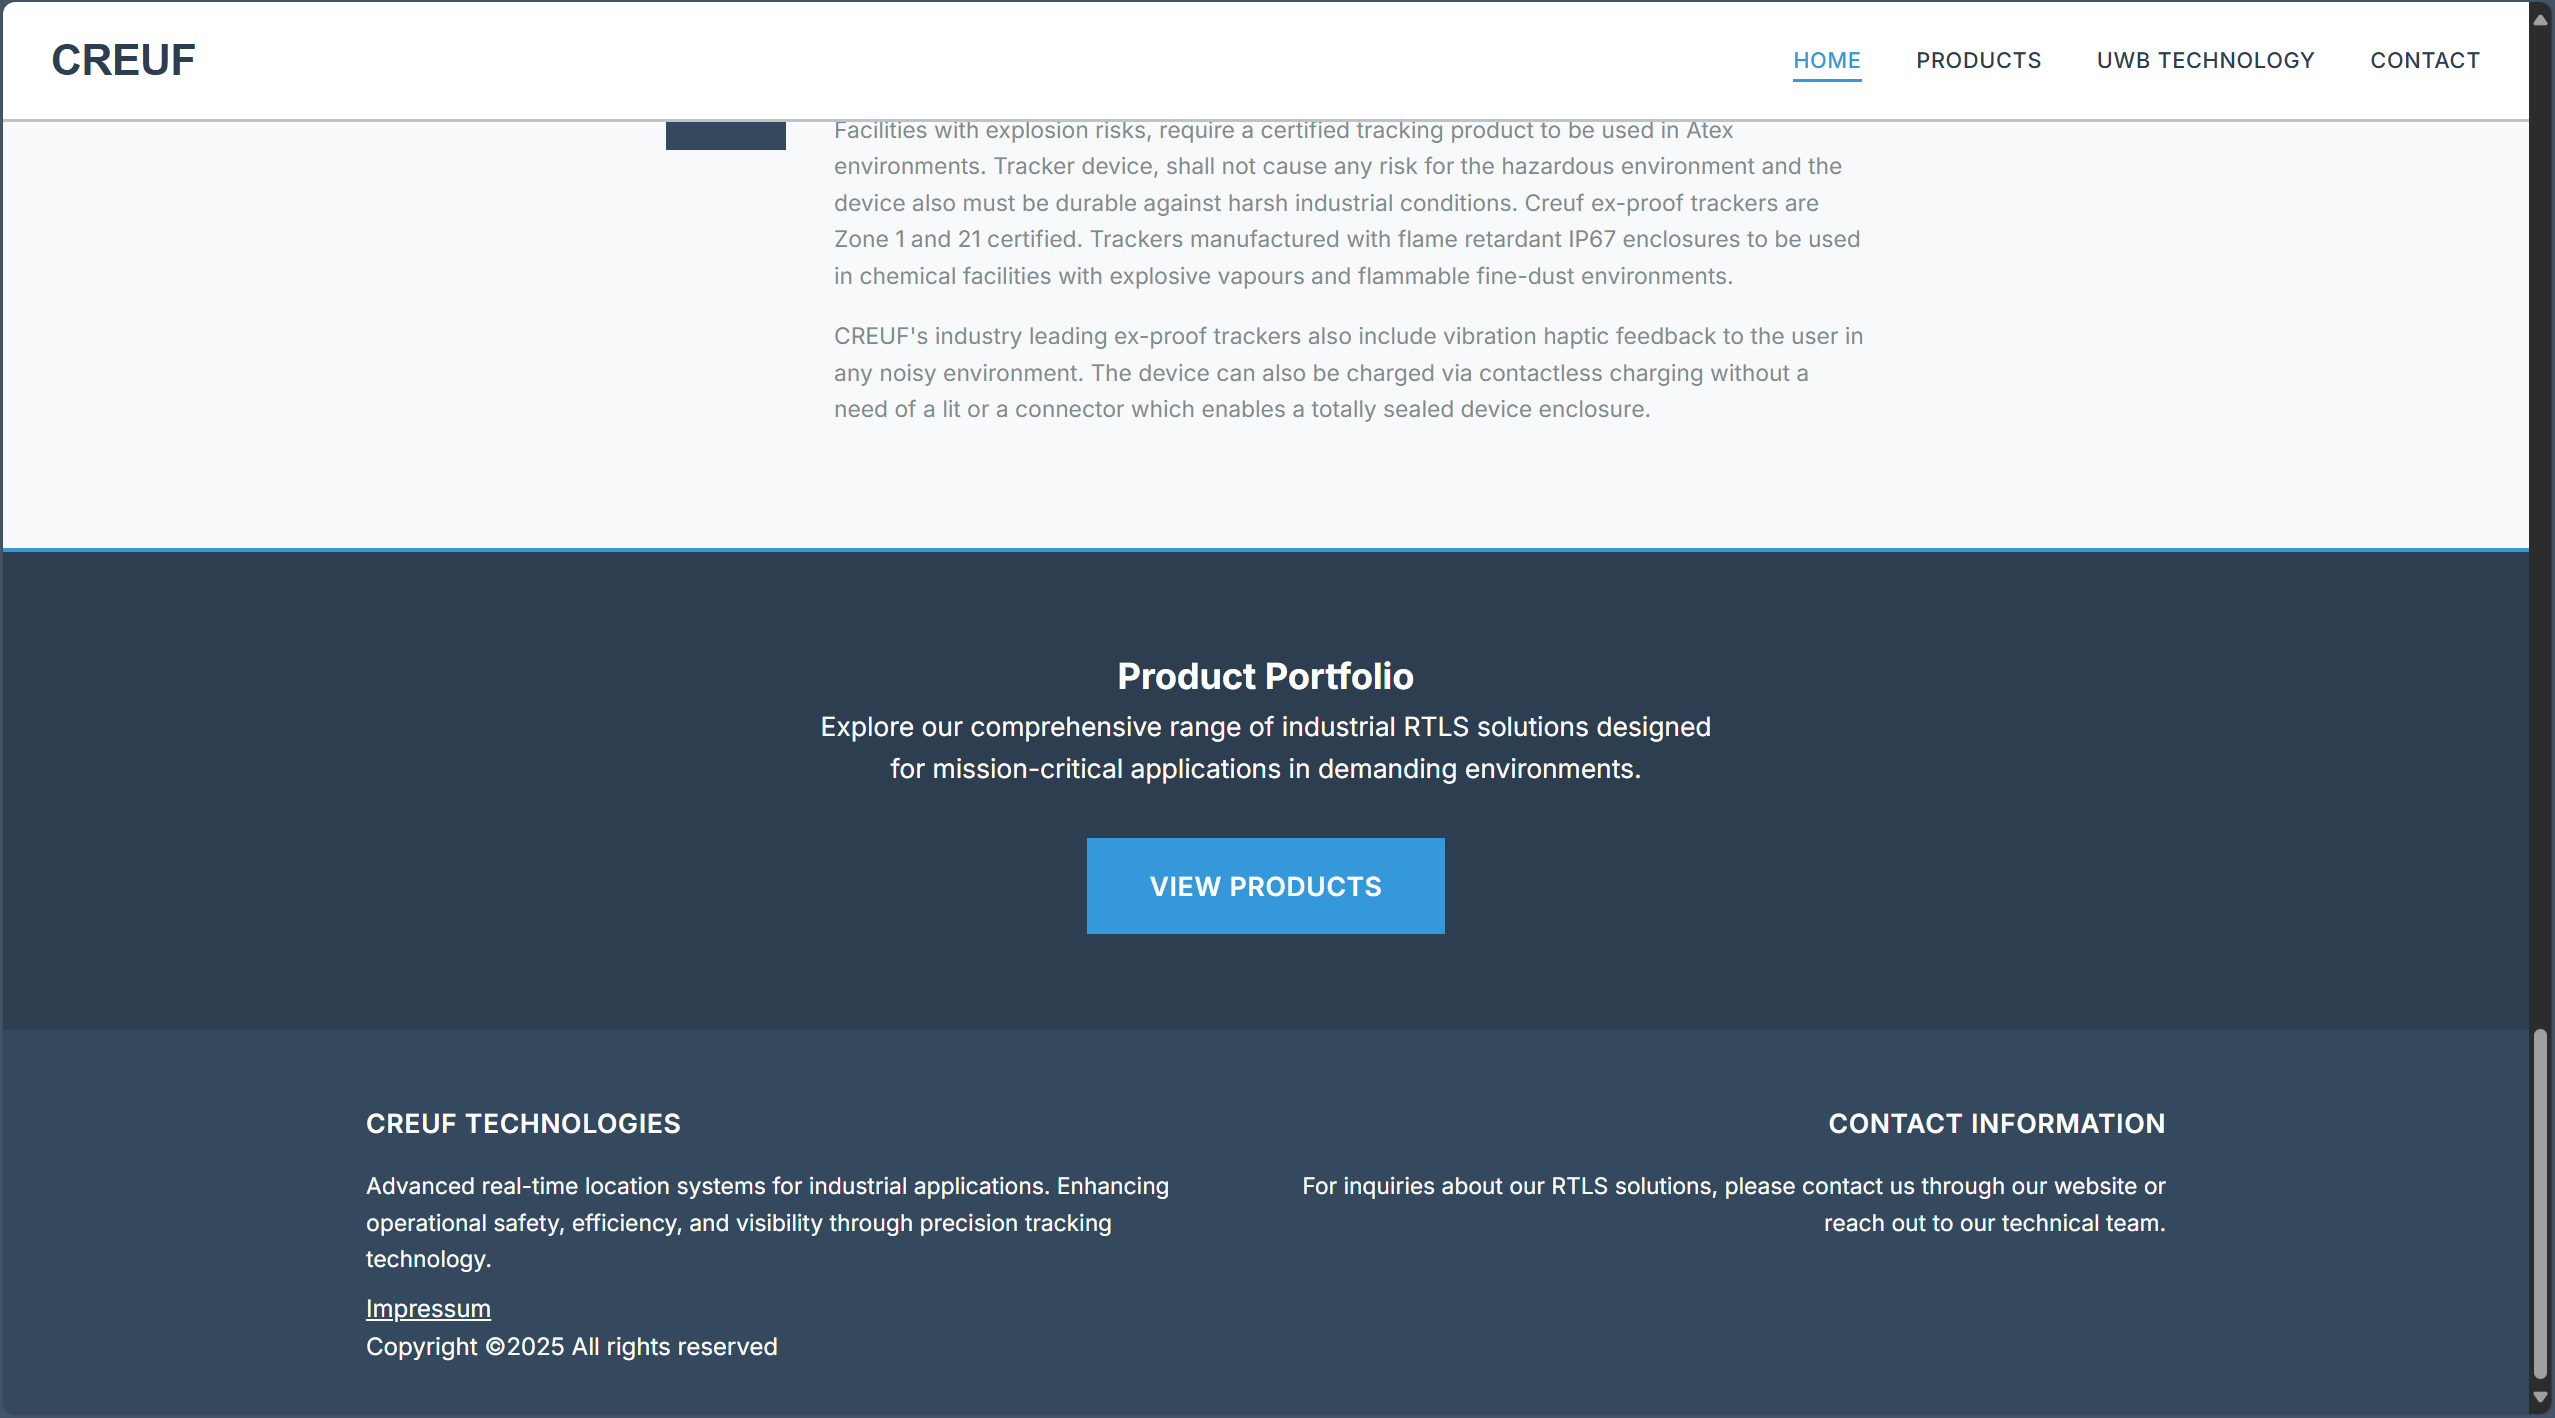 CREUF
HOME
PRODUCTS
UWB TECHNOLOGY
CONTACT
Facilities with explosion risks, require a certified tracking product to be used in Atex
environments. Tracker device, shall not cause any risk for the hazardous environment and the
device also must be durable against harsh industrial conditions. Creuf ex-proof trackers are
Zone 1 and 21 certified. Trackers manufactured with flame retardant IP67 enclosures to be used
in chemical facilities with explosive vapours and flammable fine-dust environments.
CREUF's industry leading ex-proof trackers also include vibration haptic feedback to the user in
any noisy environment. The device can also be charged via contactless charging without a
need of a lit or a connector which enables a totally sealed device enclosure.
Product Portfolio
Explore our comprehensive range of industrial RTLS solutions designed
for mission-critical applications in demanding environments.
VIEW PRODUCTS
CREUF TECHNOLOGIES
Advanced real-time location systems for industrial applications. Enhancing
operational safety, efficiency, and visibility through precision tracking
technology.
Impressum
Copyright ©2025 All rights reserved
CONTACT INFORMATION
For inquiries about our RTLS solutions, please contact us through our website or
reach out to our technical team.